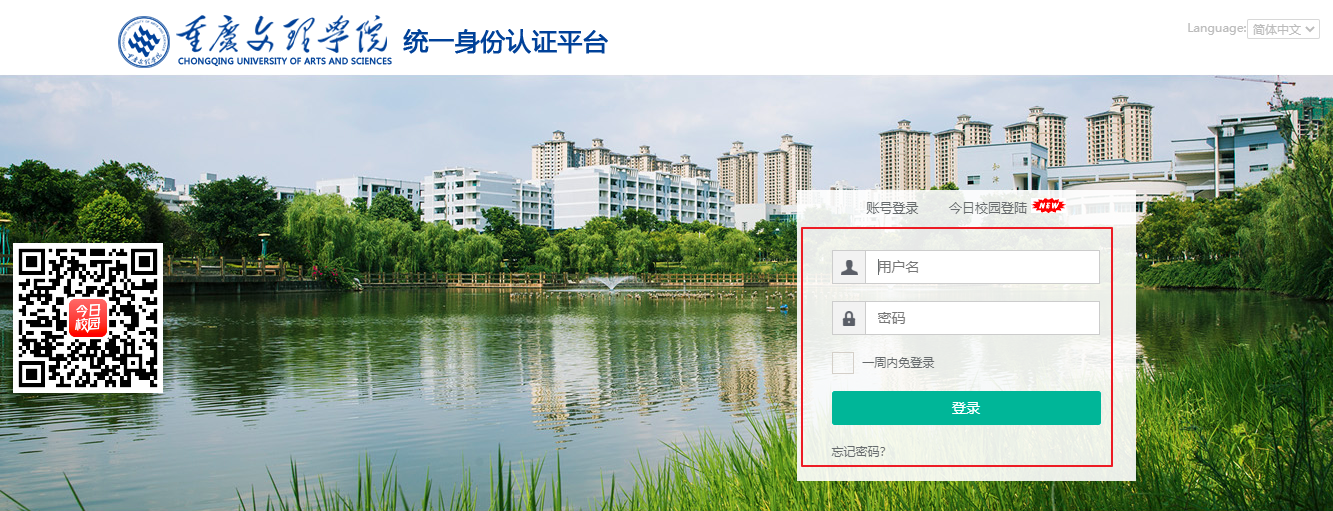 重庆文理学院 统一身份认证平台
CHONGQING UNIVERSITY OF ARTS AND SCIENCES
Language: 简体中文
账号登录 今日校园登陆 NEW
用户名
密码
一周内免登录
登录
忘记密码?
今日
校园